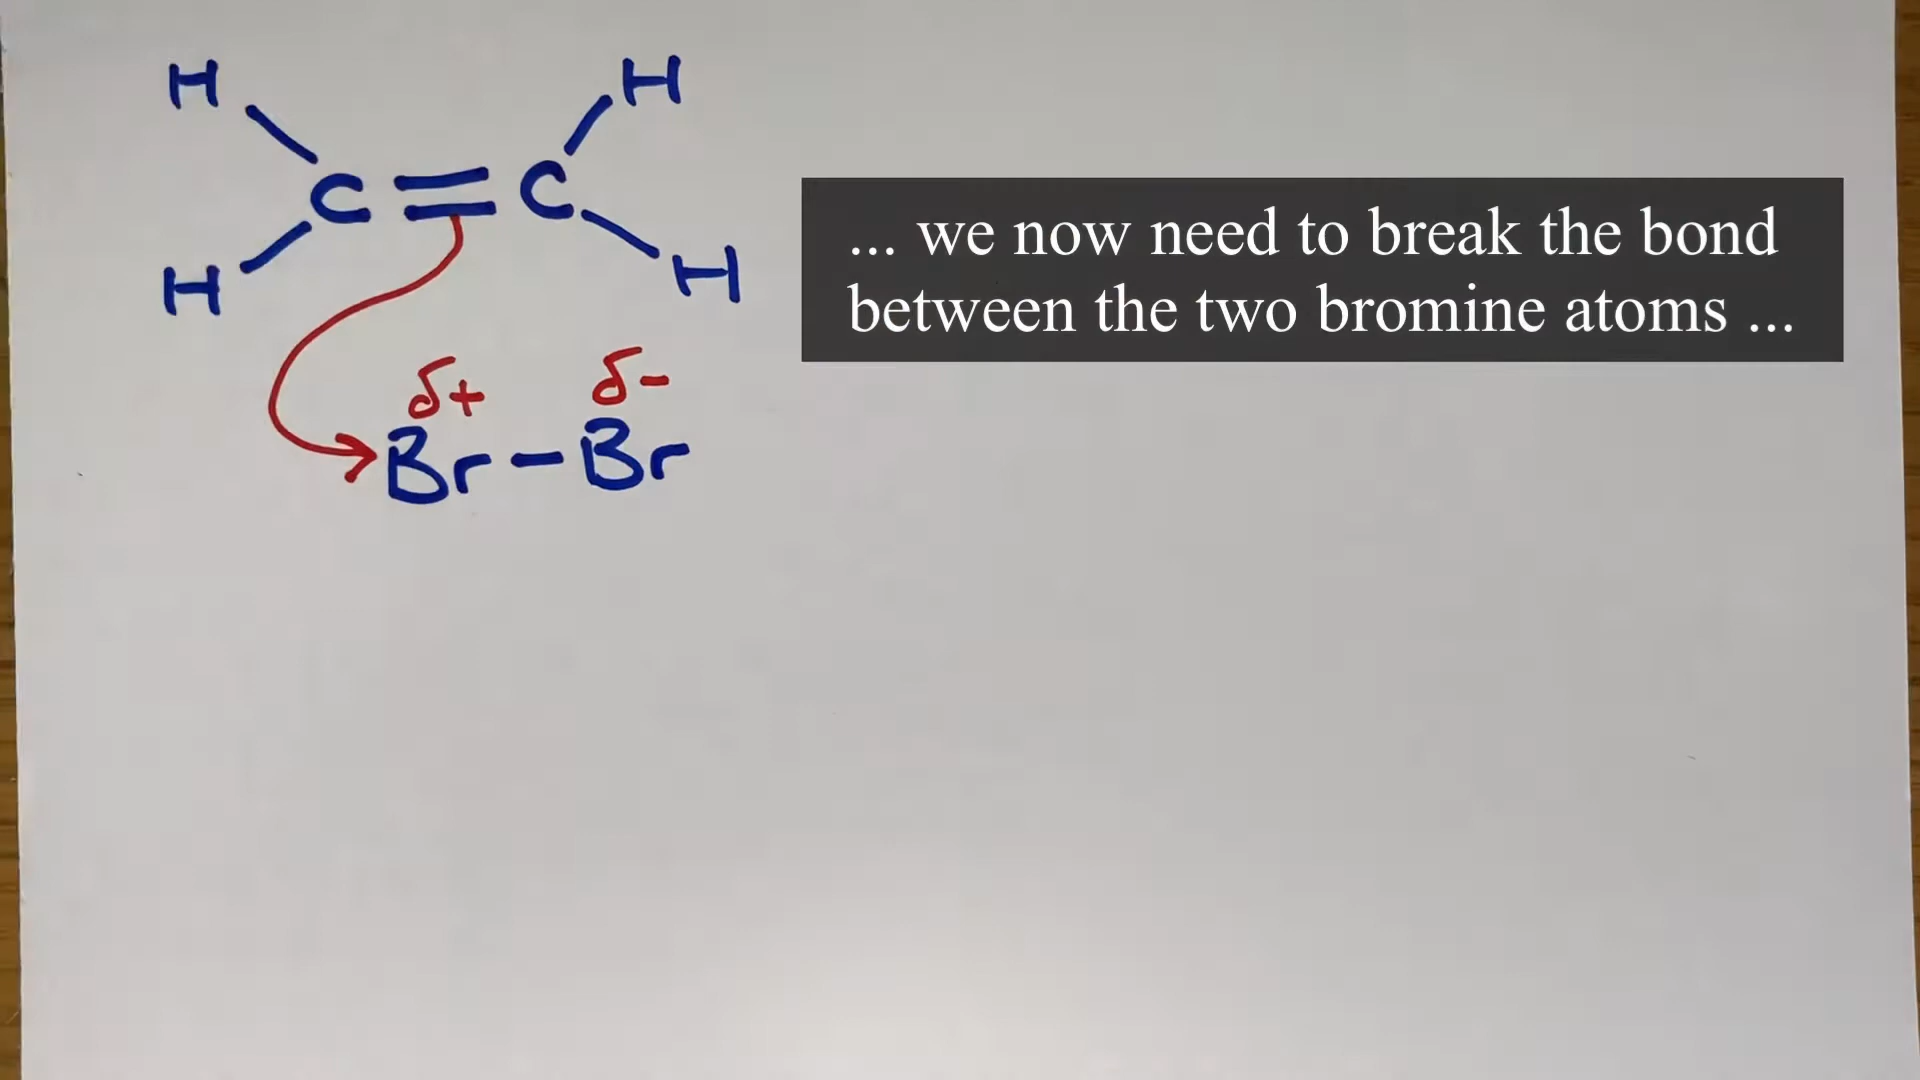 H H
C = C
H H
δ+ δ-
Br - Br
... we now need to break the bond
between the two bromine atoms ...